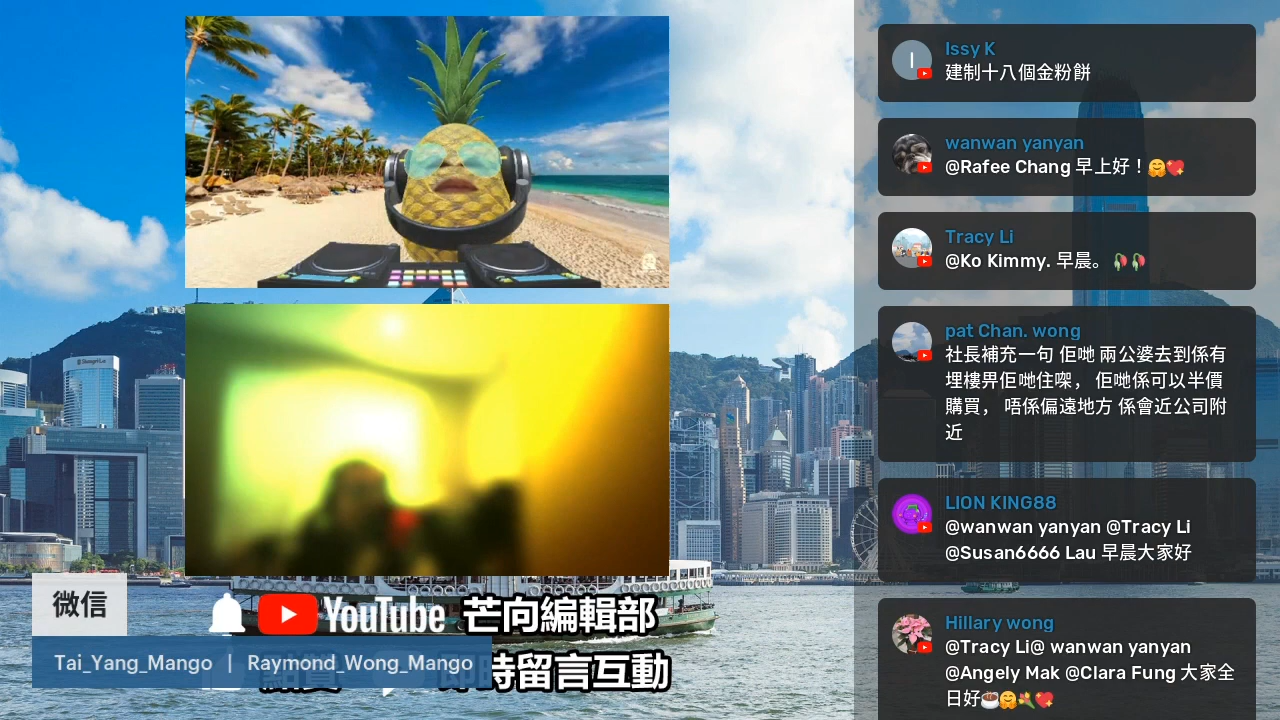 Issy K
建制十八個金粉餅
wanwan yanyan
@Rafee Chang 早上好！🤗💖
Tracy Li
@Ko Kimmy. 早晨。🥀🥀
pat Chan. wong
社長補充一句 佢哋 兩公婆去到係有
埋樓畀佢哋住㗎， 佢哋係可以半價
購買， 唔係偏遠地方 係會近公司附
近
LION KING88
@wanwan yanyan @Tracy Li
@Susan6666 Lau 早晨大家好
Hillary wong
@Tracy Li@ wanwan yanyan
@Angely Mak @Clara Fung 大家全
日好☕🤗💐💖
YouTube 芒向編輯部
即時留言互動
微信
Tai_Yang_Mango | Raymond_Wong_Mango